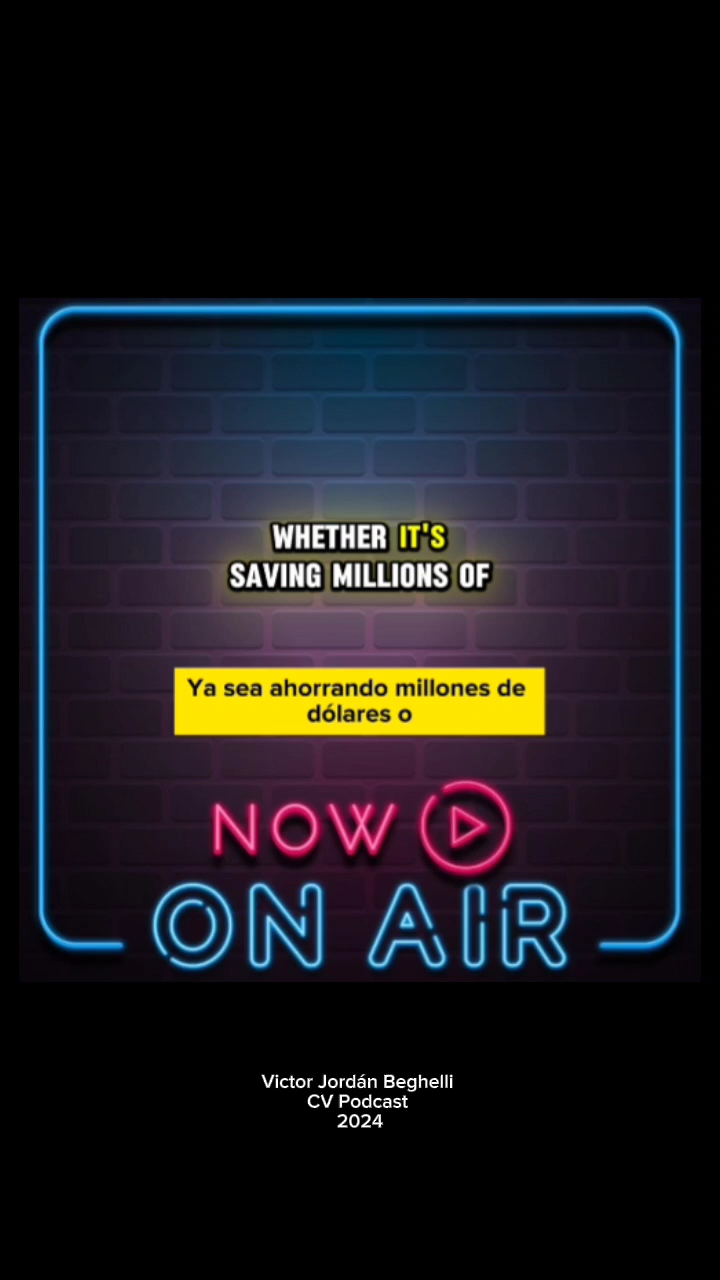 WHETHER IT'S
SAVING MILLIONS OF
Ya sea ahorrando millones de
dólares o
NOW
ON AIR
Victor Jordán Beghelli
CV Podcast
2024